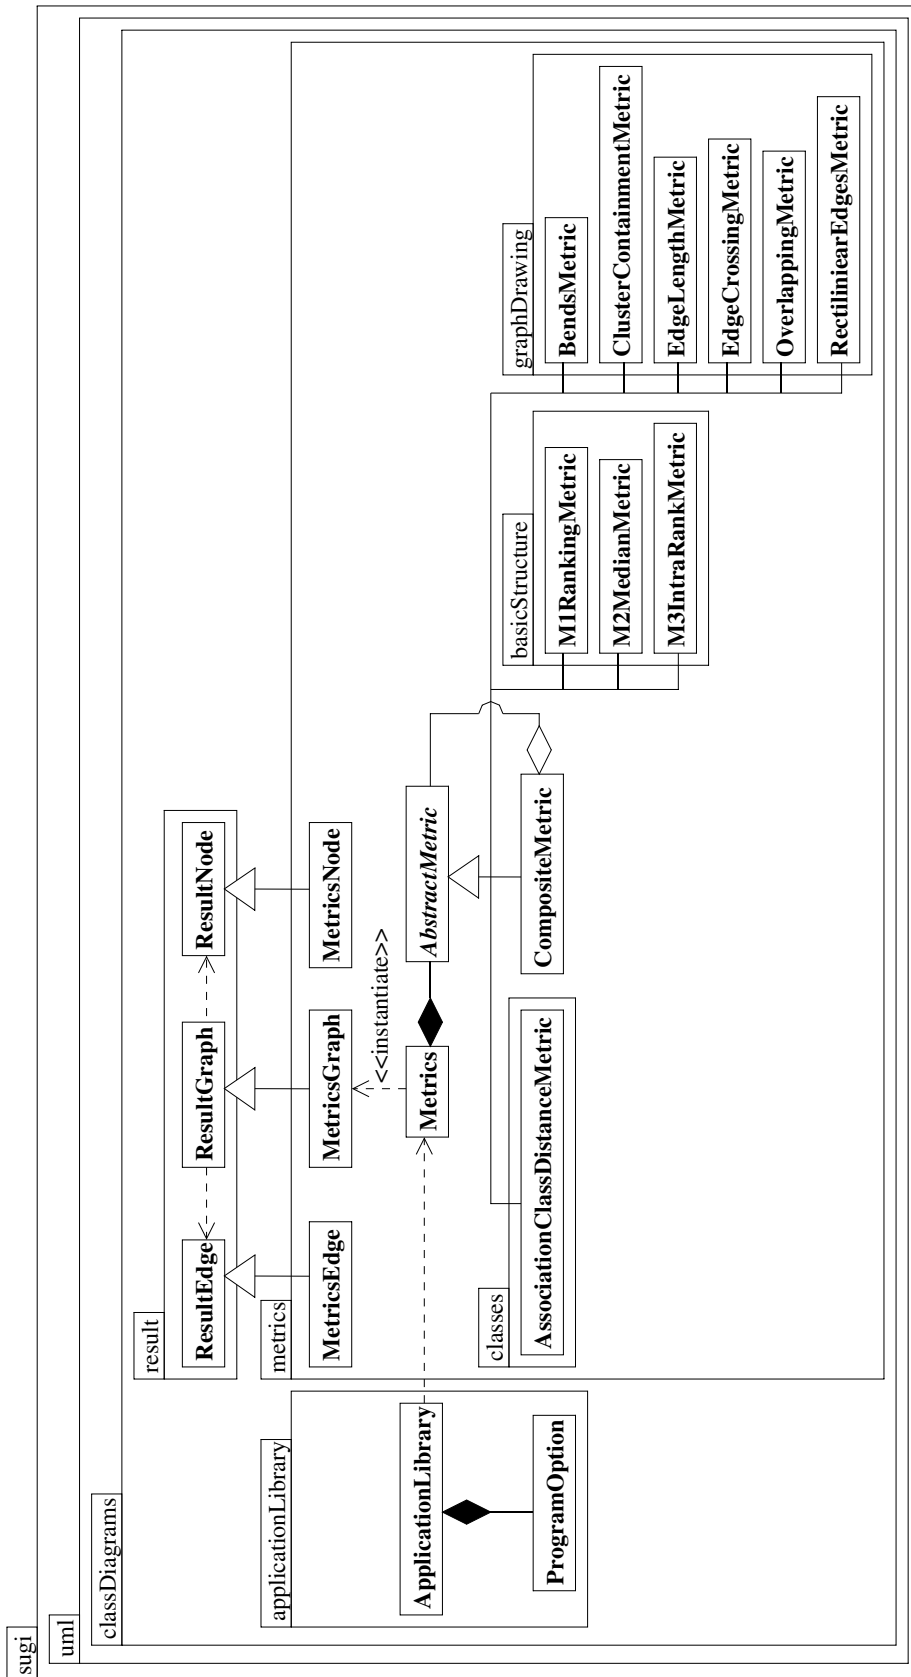 sugi
uml
classDiagrams
result
ResultEdge
ResultGraph
ResultNode
applicationLibrary
metrics
MetricsEdge
MetricsGraph
MetricsNode
<<instantiate>>
ApplicationLibrary
Metrics
AbstractMetric
ProgramOption
classes
AssociationClassDistanceMetric
CompositeMetric
basicStructure
M1RankingMetric
M2MedianMetric
M3IntraRankMetric
graphDrawing
BendsMetric
ClusterContainmentMetric
EdgeLengthMetric
EdgeCrossingMetric
OverlappingMetric
RectiliniearEdgesMetric